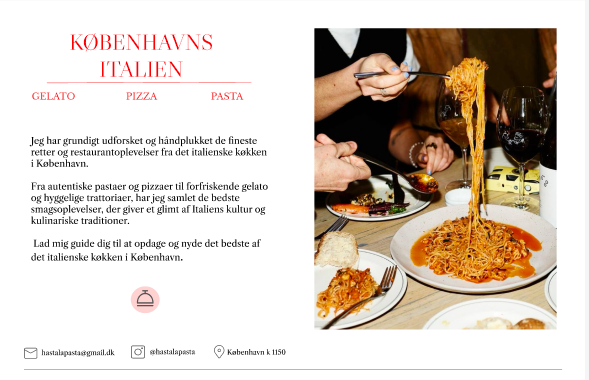 KØBENHAVNS
ITALIEN
GELATO PIZZA PASTA
Jeg har grundigt udforsket og håndplukket de fineste
retter og restaurantoplevelser fra det italienske køkken
i København.
Fra autentiske pastaer og pizzaer til forfriskende gelato
og hyggelige trattoriaer, har jeg samlet de bedste
smagsoplevelser, der giver et glimt af Italiens kultur og
kulinariske traditioner.
Lad mig guide dig til at opdage og nyde det bedste af
det italienske køkken i København.
hastalapasta@gmail.dk @hastalapasta København k 1150